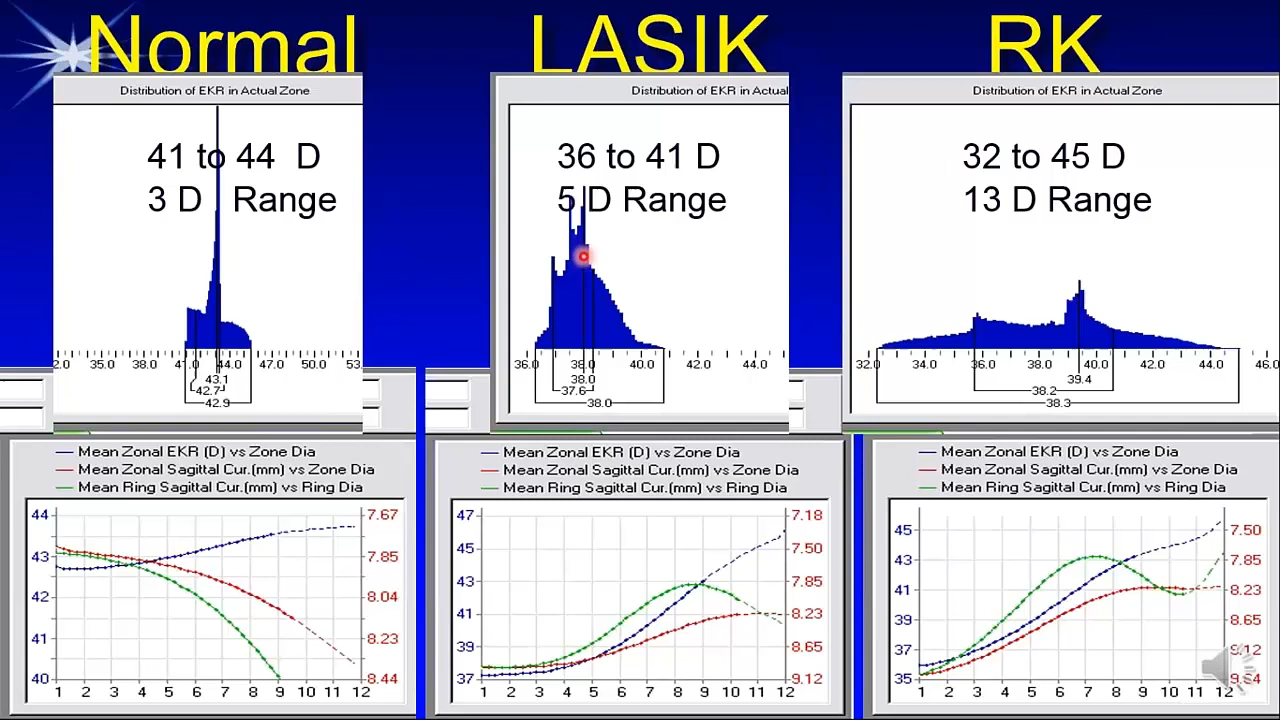 Normal
LASIK
RK
Distribution of EKR in Actual Zone
41 to 44 D
3 D Range
2.0 35.0 38.0 41.0 44.0 47.0 50.0 53.
43.1
42.7
42.9
Distribution of EKR in Actual
36 to 41 D
5 D Range
36.0 38.0 40.0 42.0 44.0
38.0
37.6
38.0
Distribution of EKR in Actual Zone
32 to 45 D
13 D Range
32.0 34.0 36.0 38.0 40.0 42.0 44.0 46.0
39.4
38.2
38.3
Mean Zonal EKR (D) vs Zone Dia
Mean Zonal Sagittal Cur.(mm) vs Zone Dia
Mean Ring Sagittal Cur.(mm) vs Ring Dia
44 7.67
43 7.85
42 8.04
41 8.23
40 8.44
1 2 3 4 5 6 7 8 9 10 11 12
Mean Zonal EKR (D) vs Zone Dia
Mean Zonal Sagittal Cur.(mm) vs Zone Dia
Mean Ring Sagittal Cur.(mm) vs Ring Dia
47 7.18
45 7.50
43 7.85
41 8.23
39 8.65
37 9.12
1 2 3 4 5 6 7 8 9 10 11 12
Mean Zonal EKR (D) vs Zone Dia
Mean Zonal Sagittal Cur.(mm) vs Zone Dia
Mean Ring Sagittal Cur.(mm) vs Ring Dia
45 7.50
43 7.85
41 8.23
39 8.65
37 9.12
35 9.64
1 2 3 4 5 6 7 8 9 10 11 12